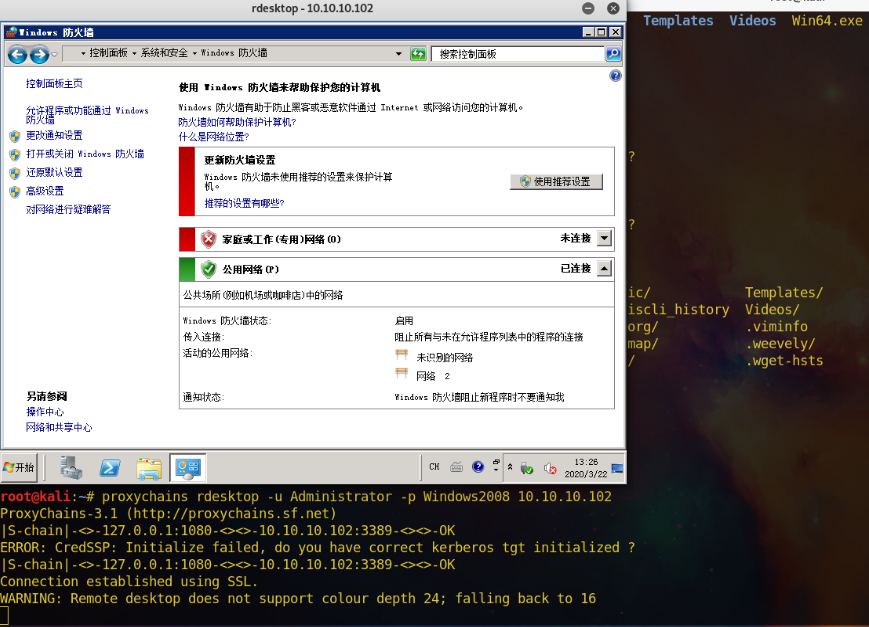 rdesktop - 10.10.10.102
Templates Videos Win64.exe
Windows 防火墙
控制面板 系统和安全 Windows 防火墙
搜索控制面板
控制面板主页
允许程序或功能通过 Windows
防火墙
更改通知设置
打开或关闭 Windows 防火墙
还原默认设置
高级设置
对网络进行疑难解答
使用 Windows 防火墙来帮助保护您的计算机
Windows 防火墙有助于防止黑客或恶意软件通过 Internet 或网络访问您的计算机。
防火墙如何帮助保护计算机?
什么是网络位置?
更新防火墙设置
Windows 防火墙未使用推荐的设置来保护计算
机。
使用推荐设置
推荐的设置有哪些?
家庭或工作(专用)网络(O) 未连接
公用网络(P) 已连接
公共场所(例如机场或咖啡店)中的网络
Windows 防火墙状态: 启用
传入连接: 阻止所有与未在允许程序列表中的程序的连接
活动的公用网络: 未识别的网络
网络 2
通知状态: Windows 防火墙阻止新程序时不要通知我
另请参阅
操作中心
网络和共享中心
?
?
ic/ Templates/
iscli_history Videos/
org/ .viminfo
map/ .weevely/
/ .wget-hsts
开始
CH
13:26
2020/3/22
root@kali:~# proxychains rdesktop -u Administrator -p Windows2008 10.10.10.102
ProxyChains-3.1 (http://proxychains.sf.net)
|S-chain|-<>-127.0.0.1:1080-<><>-10.10.10.102:3389-<><>-OK
ERROR: CredSSP: Initialize failed, do you have correct kerberos tgt initialized ?
|S-chain|-<>-127.0.0.1:1080-<><>-10.10.10.102:3389-<><>-OK
Connection established using SSL.
WARNING: Remote desktop does not support colour depth 24; falling back to 16